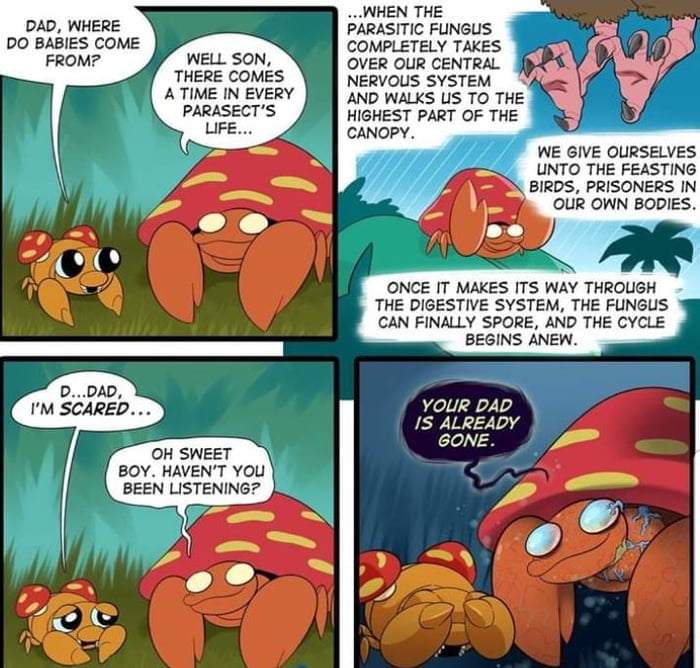 DAD, WHERE
DO BABIES COME
FROM?
WELL SON,
THERE COMES
A TIME IN EVERY
PARASECT'S
LIFE...
...WHEN THE
PARASITIC FUNGUS
COMPLETELY TAKES
OVER OUR CENTRAL
NERVOUS SYSTEM
AND WALKS US TO THE
HIGHEST PART OF THE
CANOPY.
WE GIVE OURSELVES
UNTO THE FEASTING
BIRDS, PRISONERS IN
OUR OWN BODIES.
ONCE IT MAKES ITS WAY THROUGH
THE DIGESTIVE SYSTEM, THE FUNGUS
CAN FINALLY SPORE, AND THE CYCLE
BEGINS ANEW.
D...DAD,
I'M SCARED...
OH SWEET
BOY. HAVEN'T YOU
BEEN LISTENING?
YOUR DAD
IS ALREADY
GONE.